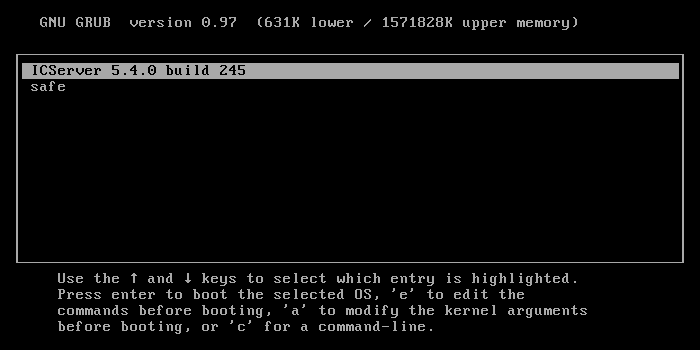 GNU GRUB  version 0.97  (631K lower / 1571828K upper memory)
ICServer 5.4.0 build 245
safe
Use the ↑ and ↓ keys to select which entry is highlighted.
Press enter to boot the selected OS, 'e' to edit the
commands before booting, 'a' to modify the kernel arguments
before booting, or 'c' for a command-line.